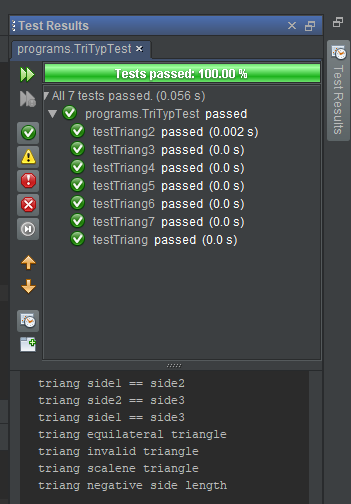 Test Results
programs.TriTypTest
Tests passed: 100.00 %
All 7 tests passed. (0.056 s)
programs.TriTypTest passed
testTriang2 passed (0.002 s)
testTriang3 passed (0.0 s)
testTriang4 passed (0.0 s)
testTriang5 passed (0.0 s)
testTriang6 passed (0.0 s)
testTriang7 passed (0.0 s)
testTriang passed (0.0 s)
triang side1 == side2
triang side2 == side3
triang side1 == side3
triang equilateral triangle
triang invalid triangle
triang scalene triangle
triang negative side length
Test Results